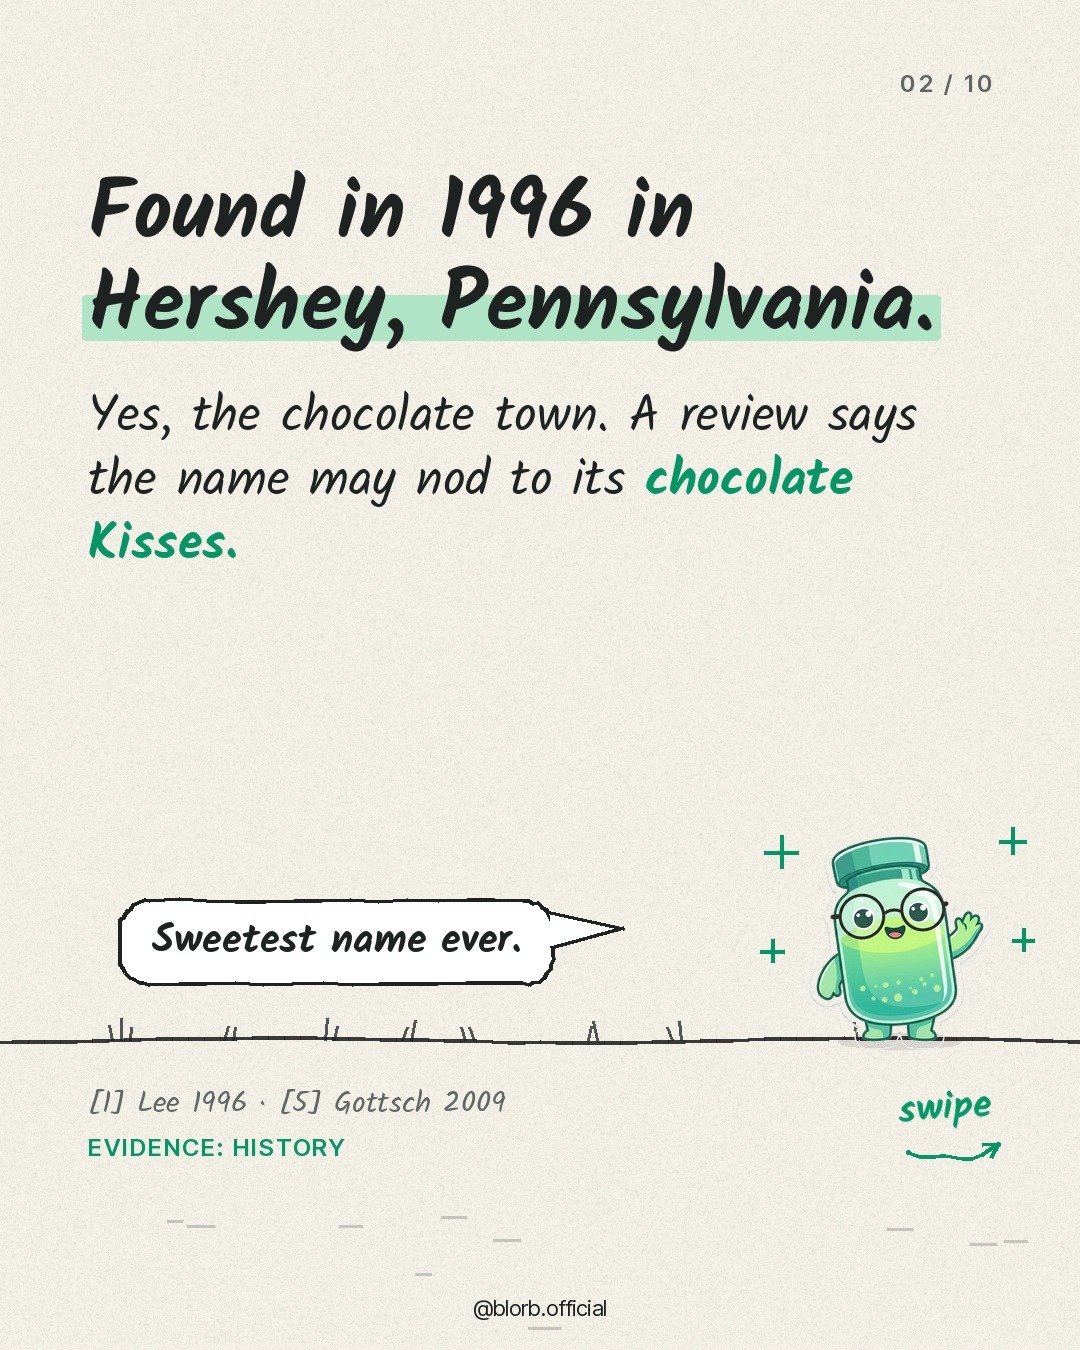 02 / 10
Found in 1996 in
Hershey, Pennsylvania.
Yes, the chocolate town. A review says
the name may nod to its chocolate
Kisses.
Sweetest name ever.
[1] Lee 1996 · [5] Gottsch 2009
swipe
EVIDENCE: HISTORY
@blorb.official